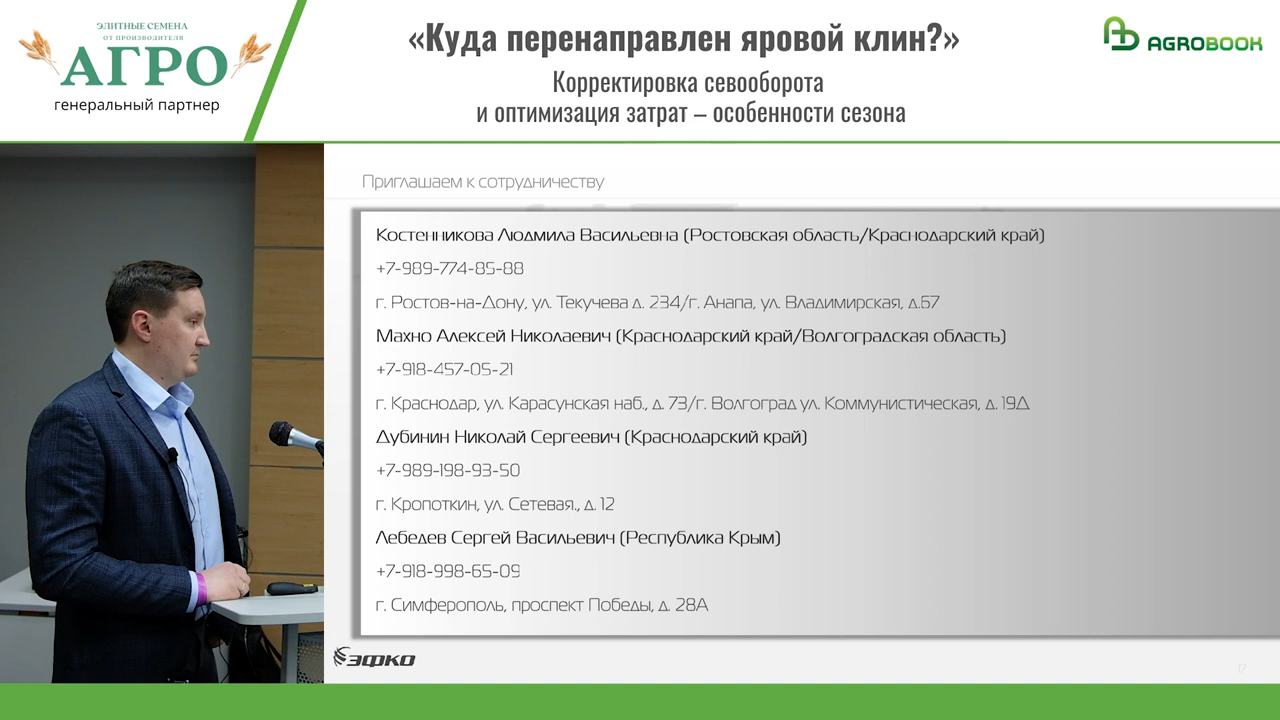 ЭЛИТНЫЕ СЕМЕНА
ОТ ПРОИЗВОДИТЕЛЯ
АГРО
генеральный партнер
«Куда перенаправлен яровой клин?»
Корректировка севооборота
и оптимизация затрат – особенности сезона
AGROBOOK
Приглашаем к сотрудничеству
Костенникова Людмила Васильевна (Ростовская область/Краснодарский край)
+7-989-774-85-88
г. Ростов-на-Дону, ул. Текучева д. 234/г. Анапа, ул. Владимирская, д.67
Махно Алексей Николаевич (Краснодарский край/Волгоградская область)
+7-918-457-05-21
г. Краснодар, ул. Карасунская наб., д. 73/г. Волгоград ул. Коммунистическая, д. 19Д
Дубинин Николай Сергеевич (Краснодарский край)
+7-989-198-93-50
г. Кропоткин, ул. Сетевая., д. 12
Лебедев Сергей Васильевич (Республика Крым)
+7-918-998-65-09
г. Симферополь, проспект Победы, д. 28А
ЭФКО
17